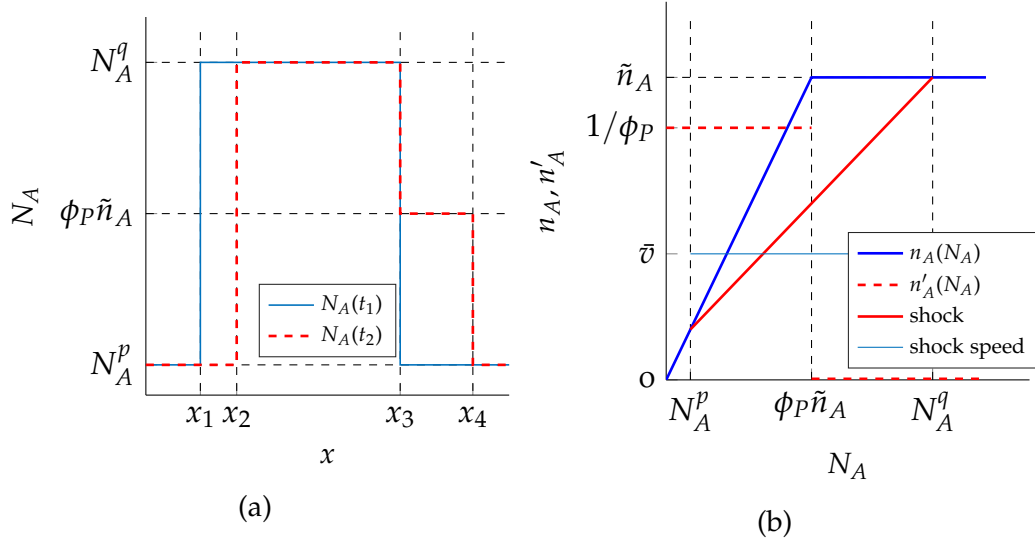 N_A^q
ϕ_P ñ_A
N_A^p
N_A
N_A(t_1)
N_A(t_2)
x_1 x_2 x_3 x_4
x
(a)
ñ_A
1/ϕ_P
v̄
0
n_A, n'_A
n_A(N_A)
n'_A(N_A)
shock
shock speed
N_A^p ϕ_P ñ_A N_A^q
N_A
(b)